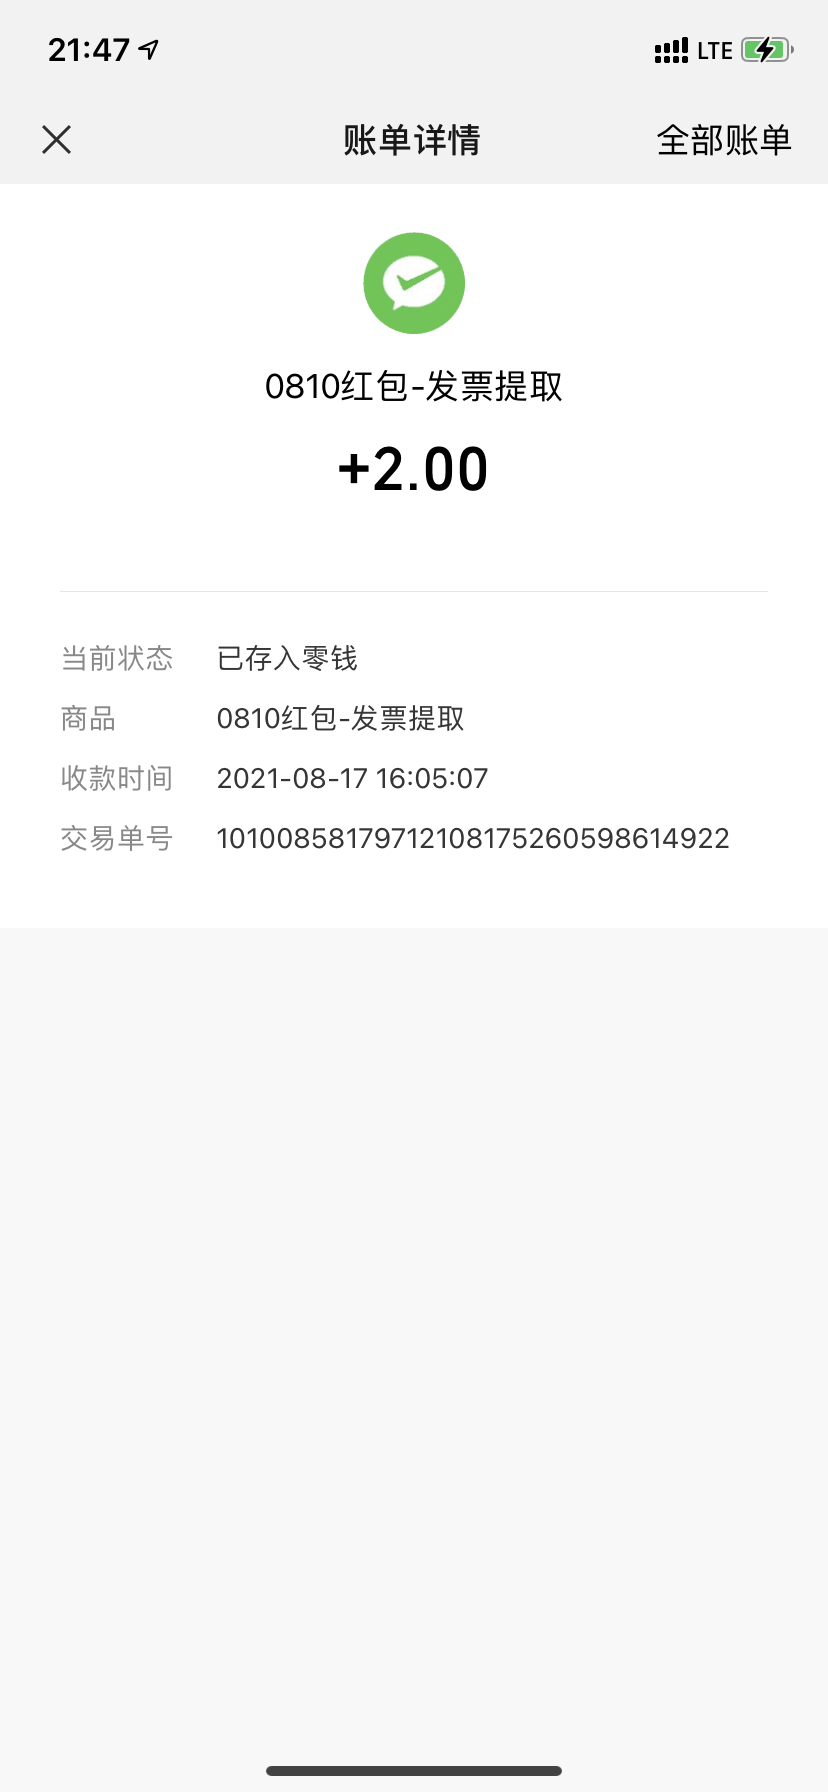 21:47 LTE
账单详情 全部账单
0810红包-发票提取
+2.00
当前状态 已存入零钱
商品 0810红包-发票提取
收款时间 2021-08-17 16:05:07
交易单号 1010085817971210817526059861​4922